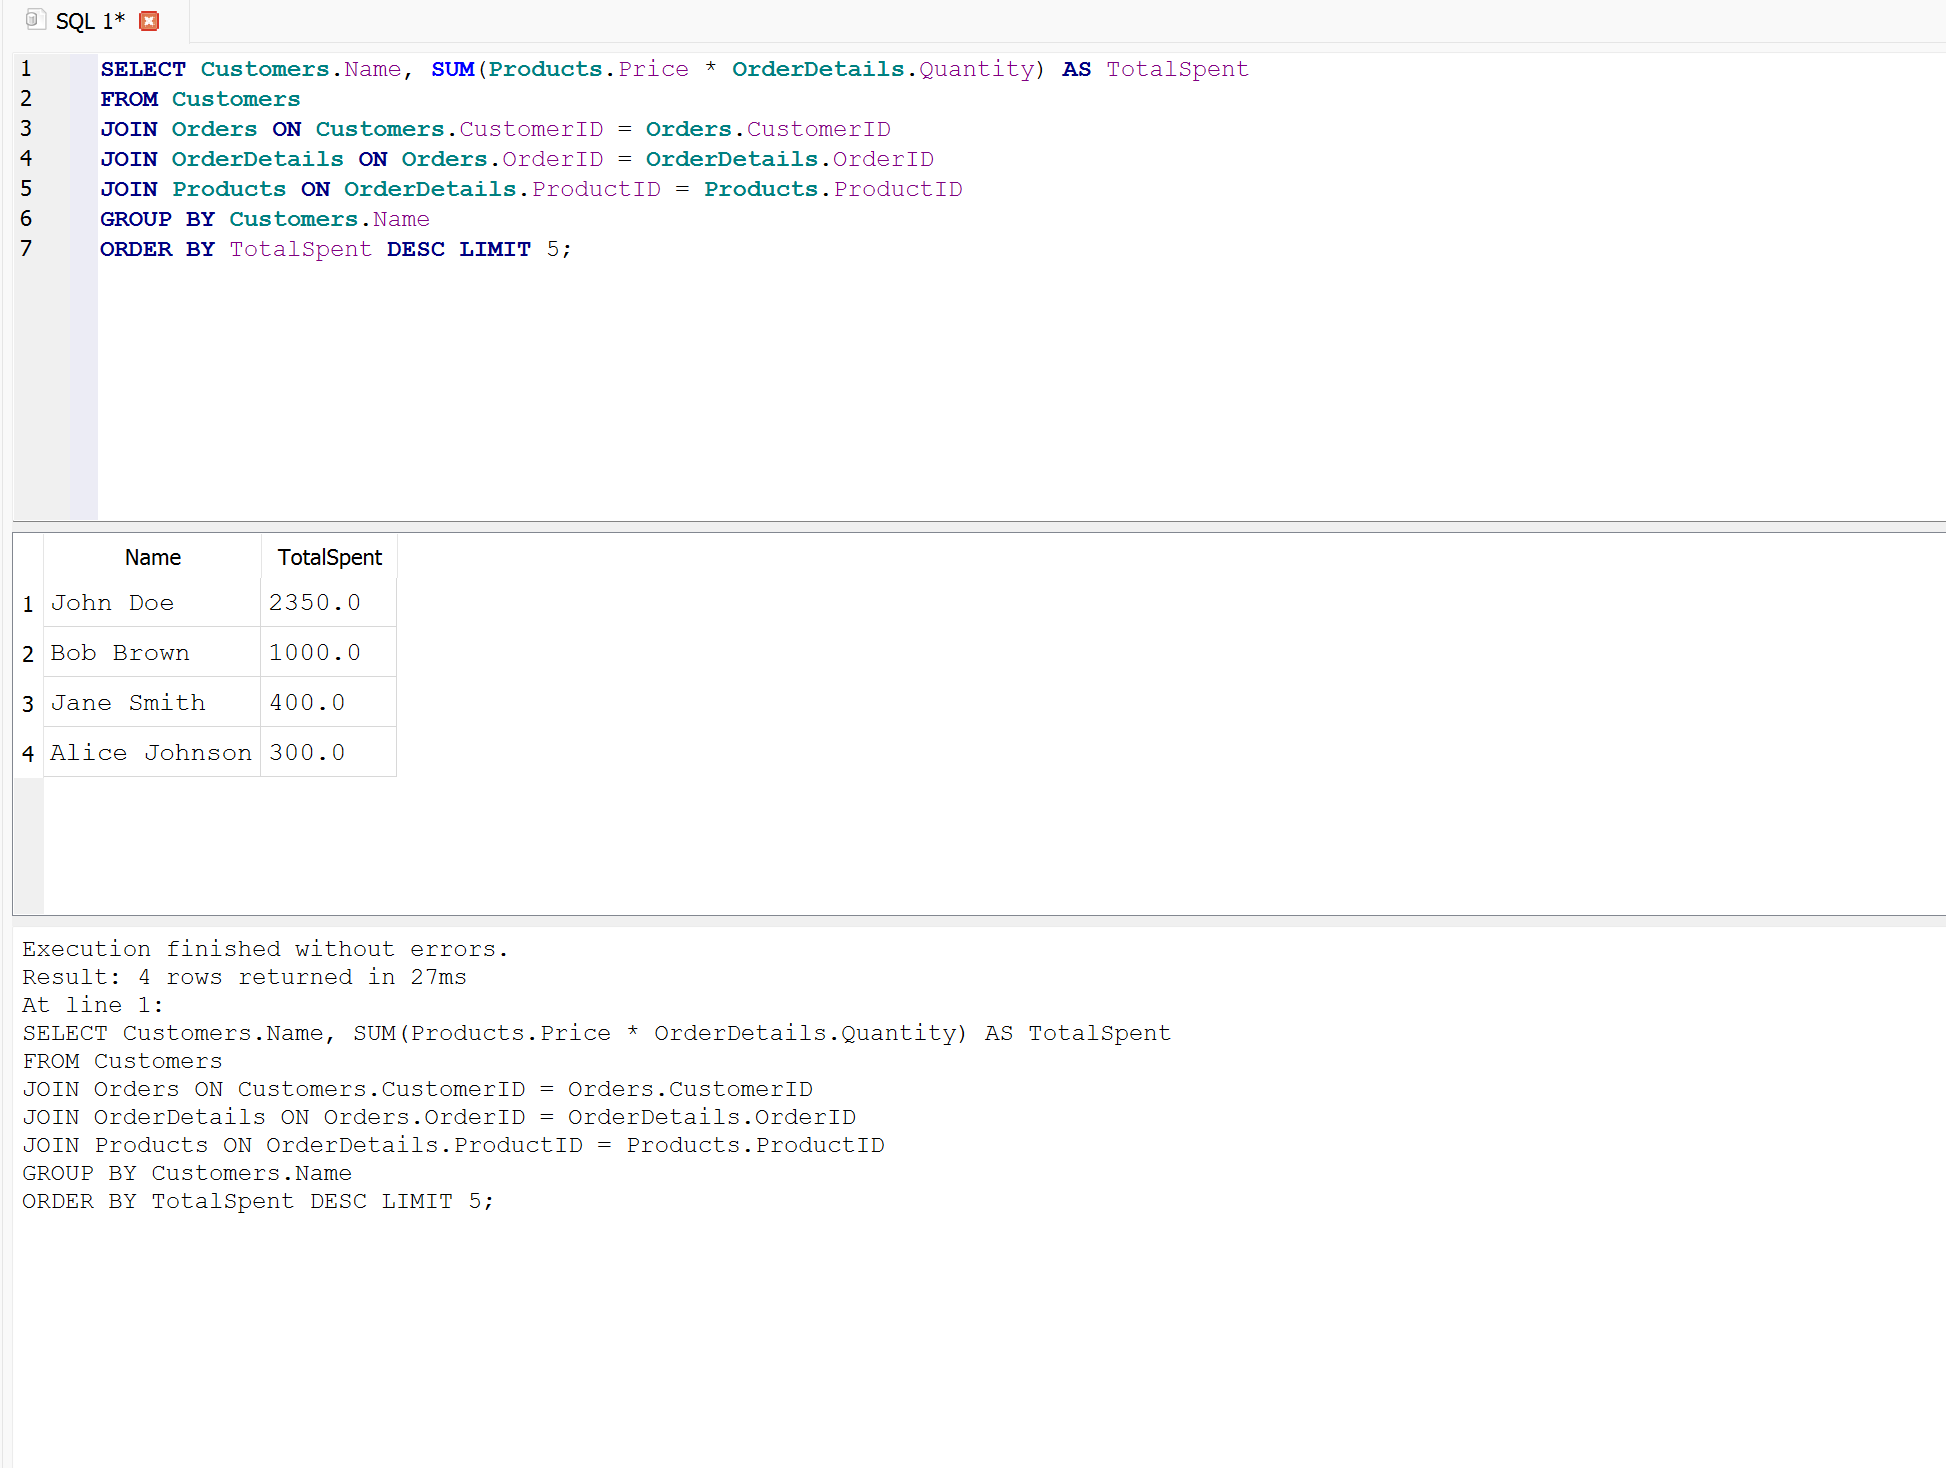 SQL 1*
1 SELECT Customers.Name, SUM(Products.Price * OrderDetails.Quantity) AS TotalSpent
2 FROM Customers
3 JOIN Orders ON Customers.CustomerID = Orders.CustomerID
4 JOIN OrderDetails ON Orders.OrderID = OrderDetails.OrderID
5 JOIN Products ON OrderDetails.ProductID = Products.ProductID
6 GROUP BY Customers.Name
7 ORDER BY TotalSpent DESC LIMIT 5;
Name TotalSpent
1 John Doe 2350.0
2 Bob Brown 1000.0
3 Jane Smith 400.0
4 Alice Johnson 300.0
Execution finished without errors.
Result: 4 rows returned in 27ms
At line 1:
SELECT Customers.Name, SUM(Products.Price * OrderDetails.Quantity) AS TotalSpent
FROM Customers
JOIN Orders ON Customers.CustomerID = Orders.CustomerID
JOIN OrderDetails ON Orders.OrderID = OrderDetails.OrderID
JOIN Products ON OrderDetails.ProductID = Products.ProductID
GROUP BY Customers.Name
ORDER BY TotalSpent DESC LIMIT 5;